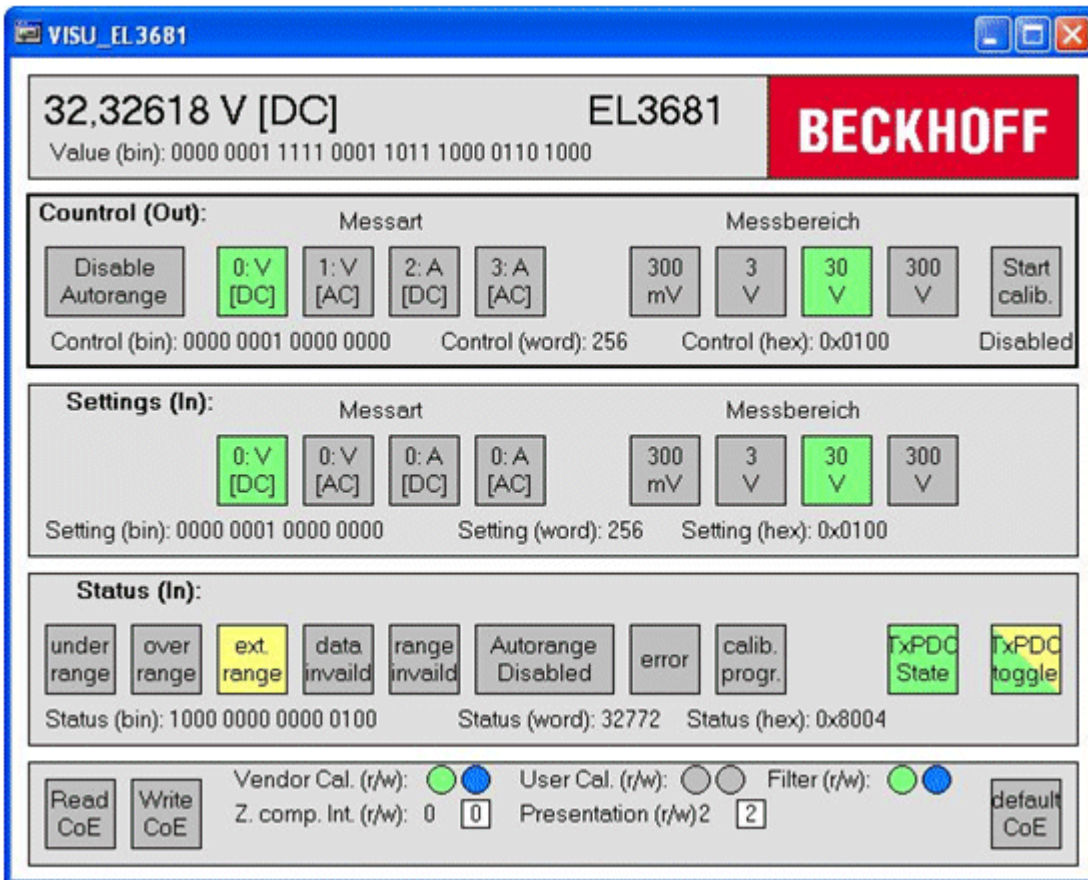 VISU_EL3681
32,32618 V [DC] EL3681 BECKHOFF
Value (bin): 0000 0001 1111 0001 1011 1000 0110 1000
Countrol (Out):
Messart Messbereich
Disable Autorange 0: V [DC] 1: V [AC] 2: A [DC] 3: A [AC] 300 mV 3 V 30 V 300 V Start calib.
Control (bin): 0000 0001 0000 0000 Control (word): 256 Control (hex): 0x0100 Disabled
Settings (In):
Messart Messbereich
0: V [DC] 0: V [AC] 0: A [DC] 0: A [AC] 300 mV 3 V 30 V 300 V
Setting (bin): 0000 0001 0000 0000 Setting (word): 256 Setting (hex): 0x0100
Status (In):
under range over range ext. range data invaild range invaild Autorange Disabled error calib. progr. TxPDO State TxPDO toggle
Status (bin): 1000 0000 0000 0100 Status (word): 32772 Status (hex): 0x8004
Read CoE Write CoE
Vendor Cal. (r/w): User Cal. (r/w): Filter (r/w):
Z. comp. Int. (r/w): 0 0 Presentation (r/w)2 2
default CoE